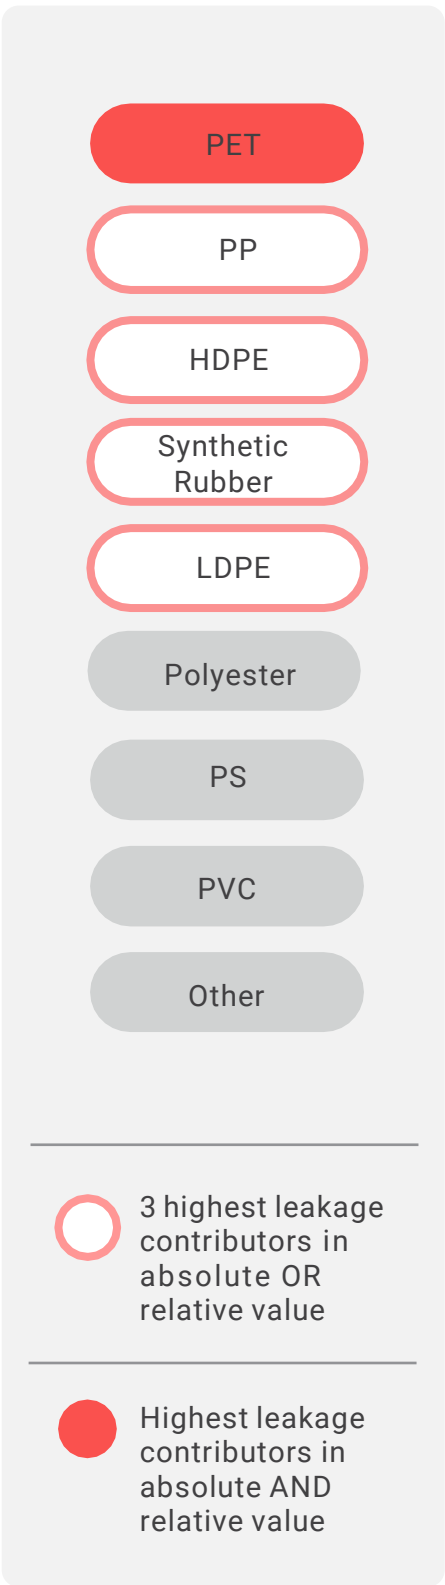 PET
PP
HDPE
Synthetic
Rubber
LDPE
Polyester
PS
PVC
Other
3 highest leakage
contributors in
absolute OR
relative value
Highest leakage
contributors in
absolute AND
relative value